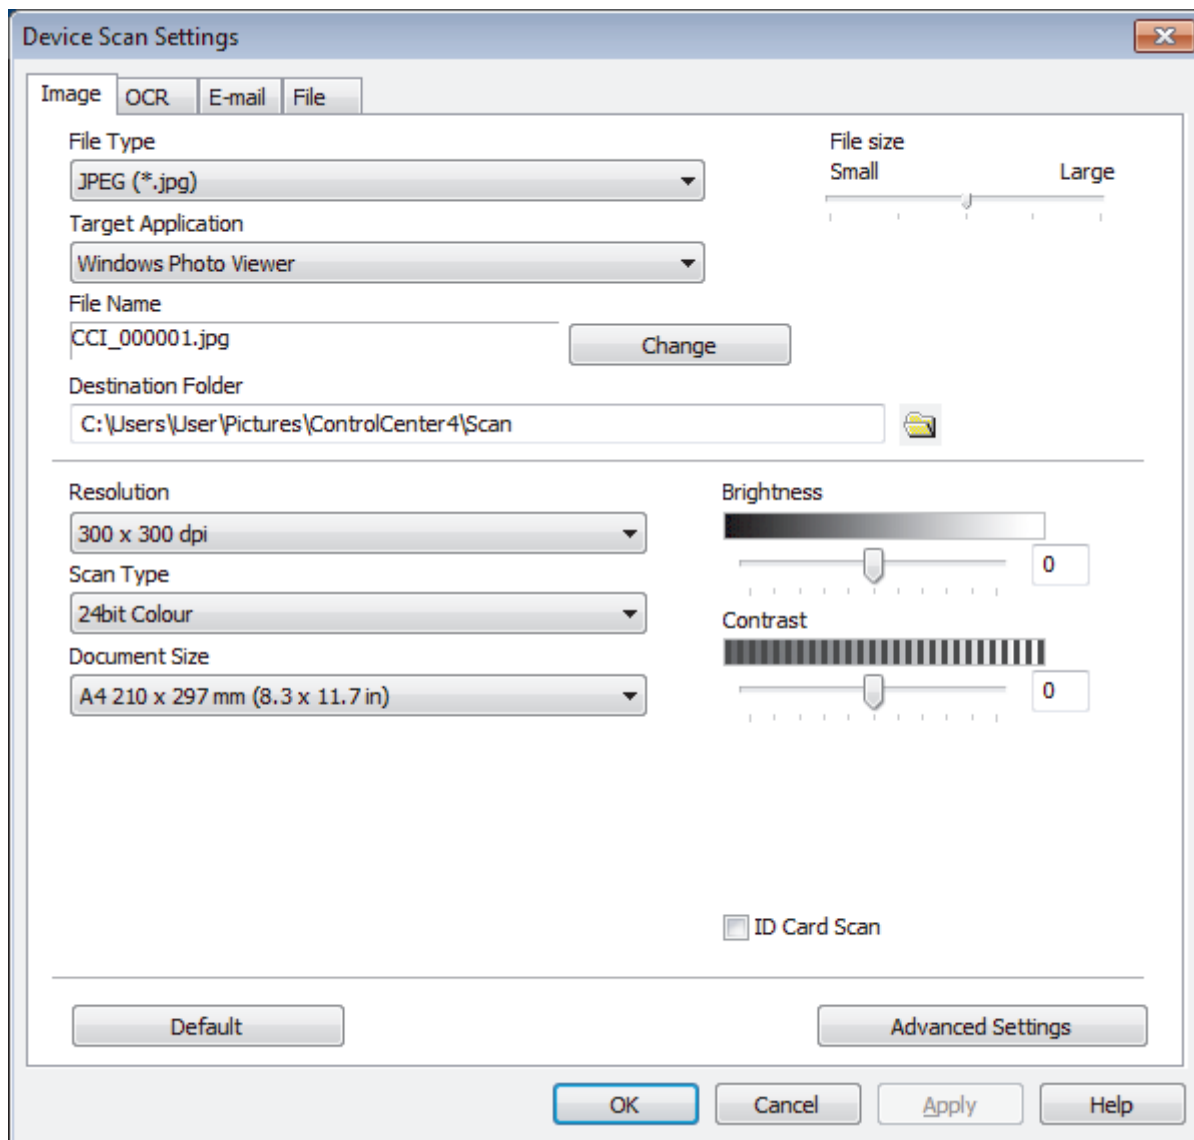 Device Scan Settings
Image OCR E-mail File
File Type
JPEG (*.jpg)
File size
Small Large
Target Application
Windows Photo Viewer
File Name
CCI_000001.jpg
Change
Destination Folder
C:\Users\User\Pictures\ControlCenter4\Scan
Resolution
300 x 300 dpi
Scan Type
24bit Colour
Document Size
A4 210 x 297 mm (8.3 x 11.7 in)
Brightness
0
Contrast
0
ID Card Scan
Default
Advanced Settings
OK Cancel Apply Help